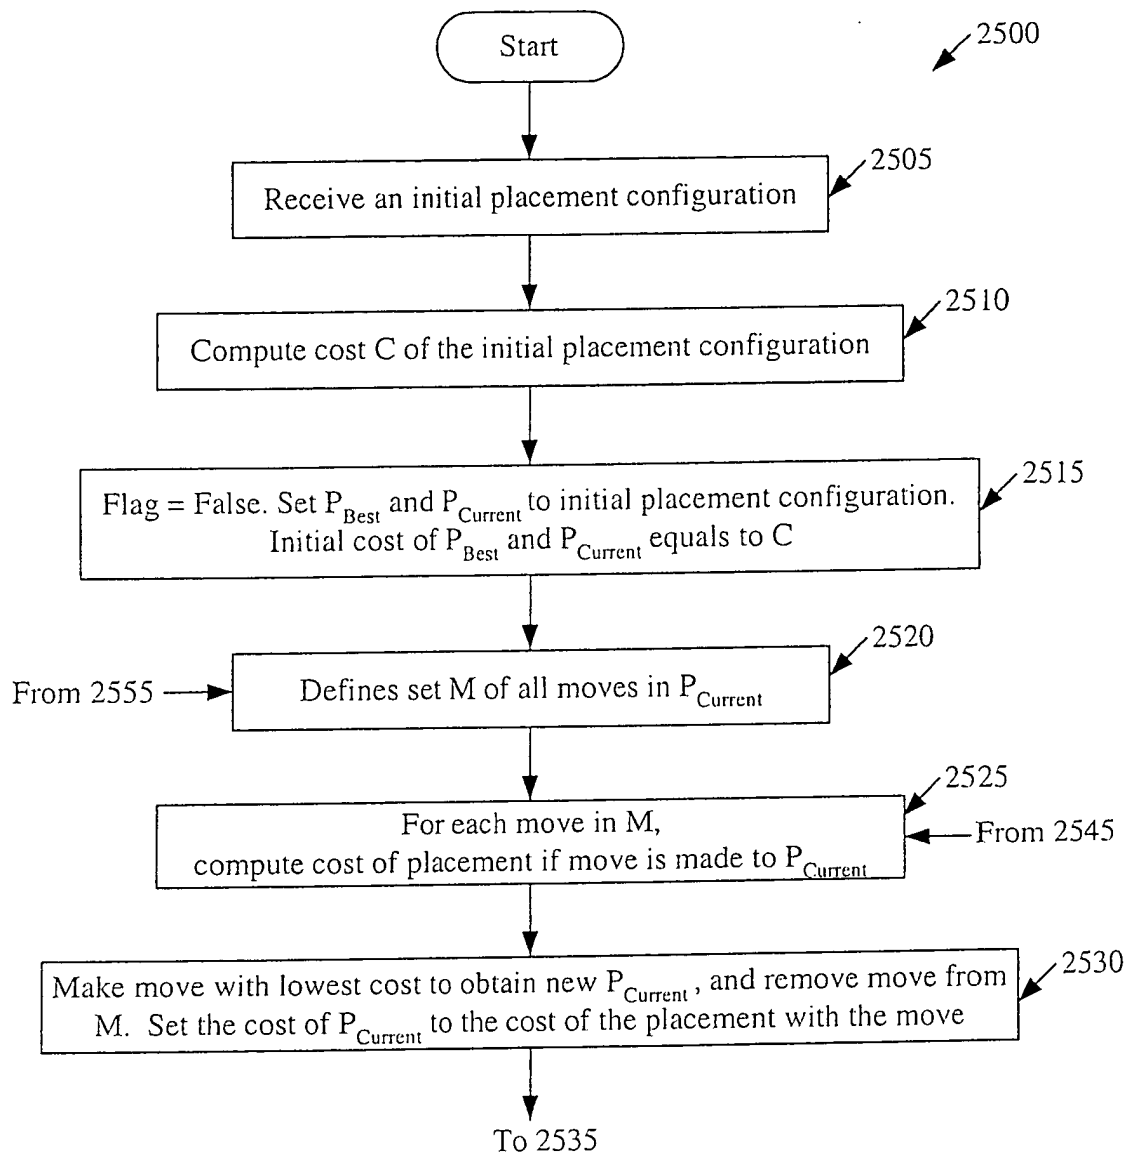 Start
2500
2505
Receive an initial placement configuration
2510
Compute cost C of the initial placement configuration
2515
Flag = False. Set P_Best and P_Current to initial placement configuration.
Initial cost of P_Best and P_Current equals to C
2520
From 2555
Defines set M of all moves in P_Current
2525
For each move in M,
From 2545
compute cost of placement if move is made to P_Current
2530
Make move with lowest cost to obtain new P_Current, and remove move from
M. Set the cost of P_Current to the cost of the placement with the move
To 2535